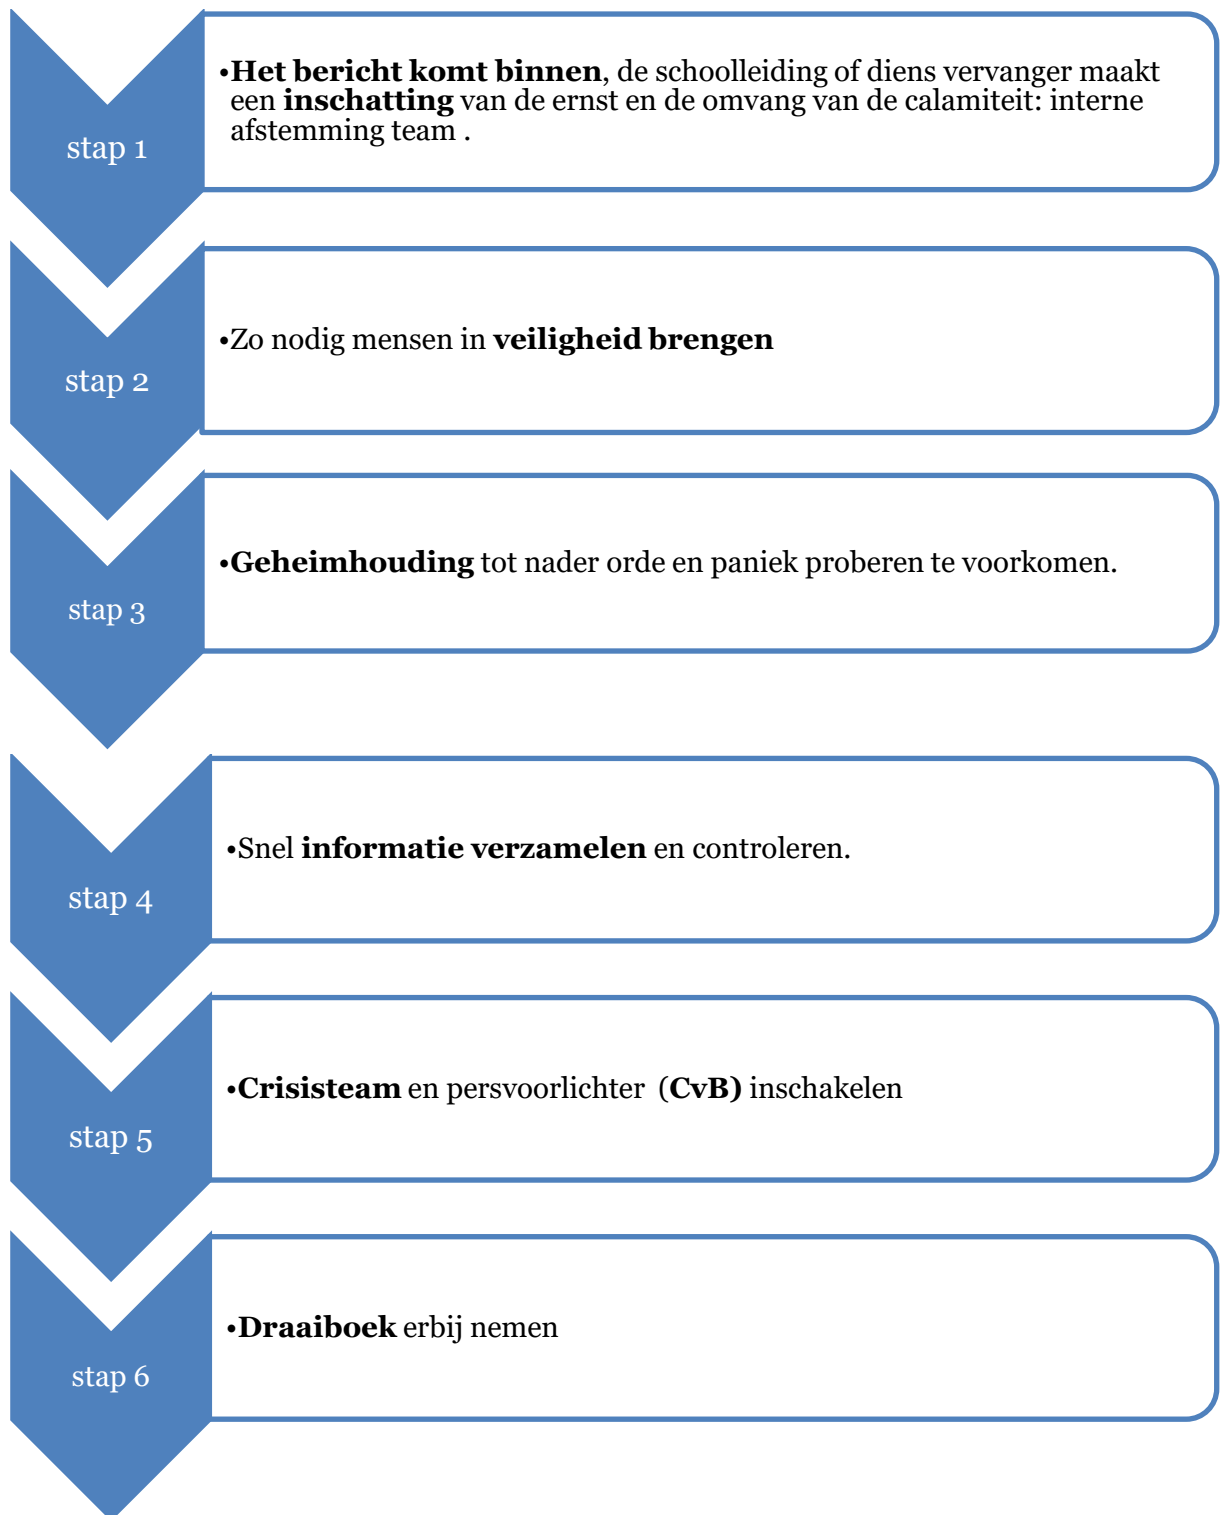 stap 1
•Het bericht komt binnen, de schoolleiding of diens vervanger maakt
een inschatting van de ernst en de omvang van de calamiteit: interne
afstemming team .
stap 2
•Zo nodig mensen in veiligheid brengen
stap 3
•Geheimhouding tot nader orde en paniek proberen te voorkomen.
stap 4
•Snel informatie verzamelen en controleren.
stap 5
•Crisisteam en persvoorlichter (CvB) inschakelen
stap 6
•Draaiboek erbij nemen